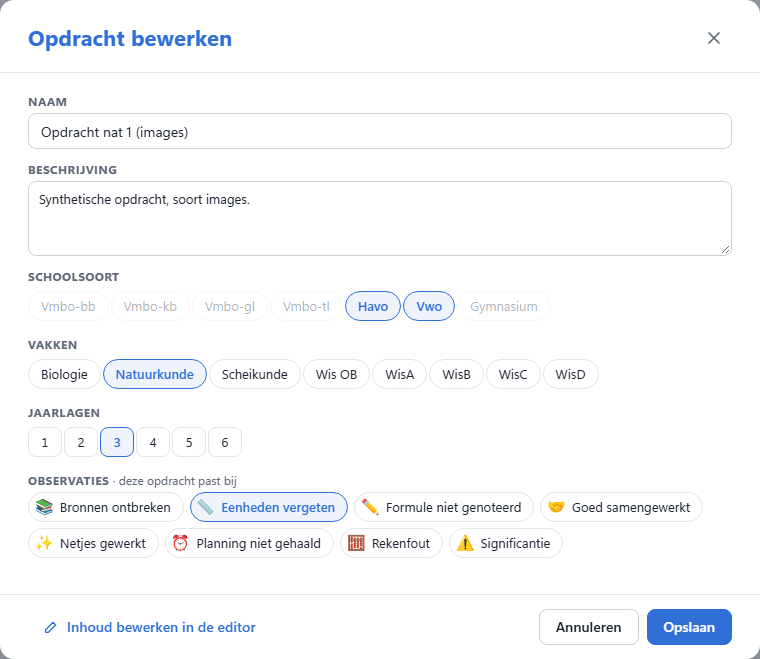 Opdracht bewerken
NAAM
Opdracht nat 1 (images)
BESCHRIJVING
Synthetische opdracht, soort images.
SCHOOLSOORT
Vmbo-bb Vmbo-kb Vmbo-gl Vmbo-tl Havo Vwo Gymnasium
VAKKEN
Biologie Natuurkunde Scheikunde Wis OB WisA WisB WisC WisD
JAARLAGEN
1 2 3 4 5 6
OBSERVATIES · deze opdracht past bij
Bronnen ontbreken Eenheden vergeten Formule niet genoteerd Goed samengewerkt
Netjes gewerkt Planning niet gehaald Rekenfout Significantie
Inhoud bewerken in de editor Annuleren Opslaan